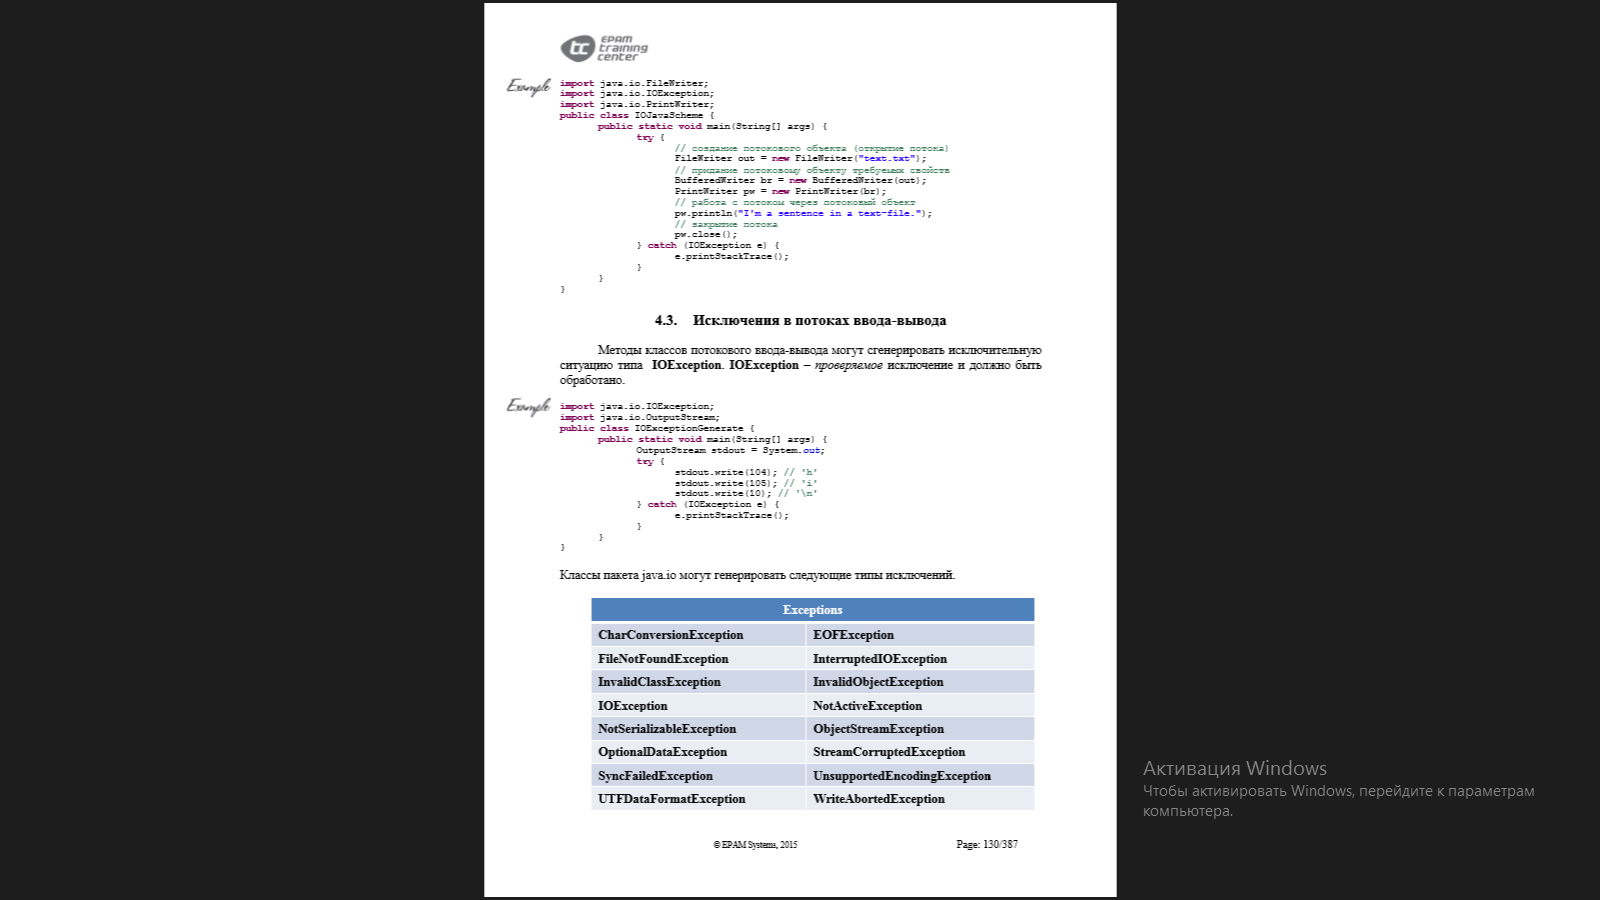 tc EPAM
training
center
Example
import java.io.FileWriter;
import java.io.IOException;
import java.io.PrintWriter;
public class IOJavaScheme {
public static void main(String[] args) {
try {
// создание потокового объекта (открытие потока)
FileWriter out = new FileWriter("text.txt");
// придание потоковому объекту требуемых свойств
BufferedWriter br = new BufferedWriter(out);
PrintWriter pw = new PrintWriter(br);
// работа с потоком через потоковый объект
pw.println("I'm a sentence in a text-file.");
// закрытие потока
pw.close();
} catch (IOException e) {
e.printStackTrace();
}
}
}
4.3. Исключения в потоках ввода-вывода
Методы классов потокового ввода-вывода могут сгенерировать исключительную
ситуацию типа IOException. IOException – проверяемое исключение и должно быть
обработано.
Example
import java.io.IOException;
import java.io.OutputStream;
public class IOExceptionGenerate {
public static void main(String[] args) {
OutputStream stdout = System.out;
try {
stdout.write(104); // 'h'
stdout.write(105); // 'i'
stdout.write(10); // '\n'
} catch (IOException e) {
e.printStackTrace();
}
}
}
Классы пакета java.io могут генерировать следующие типы исключений.
Exceptions
CharConversionException EOFException
FileNotFoundException InterruptedIOException
InvalidClassException InvalidObjectException
IOException NotActiveException
NotSerializableException ObjectStreamException
OptionalDataException StreamCorruptedException
SyncFailedException UnsupportedEncodingException
UTFDataFormatException WriteAbortedException
© EPAM Systems, 2015 Page: 130/387
Активация Windows
Чтобы активировать Windows, перейдите к параметрам
компьютера.